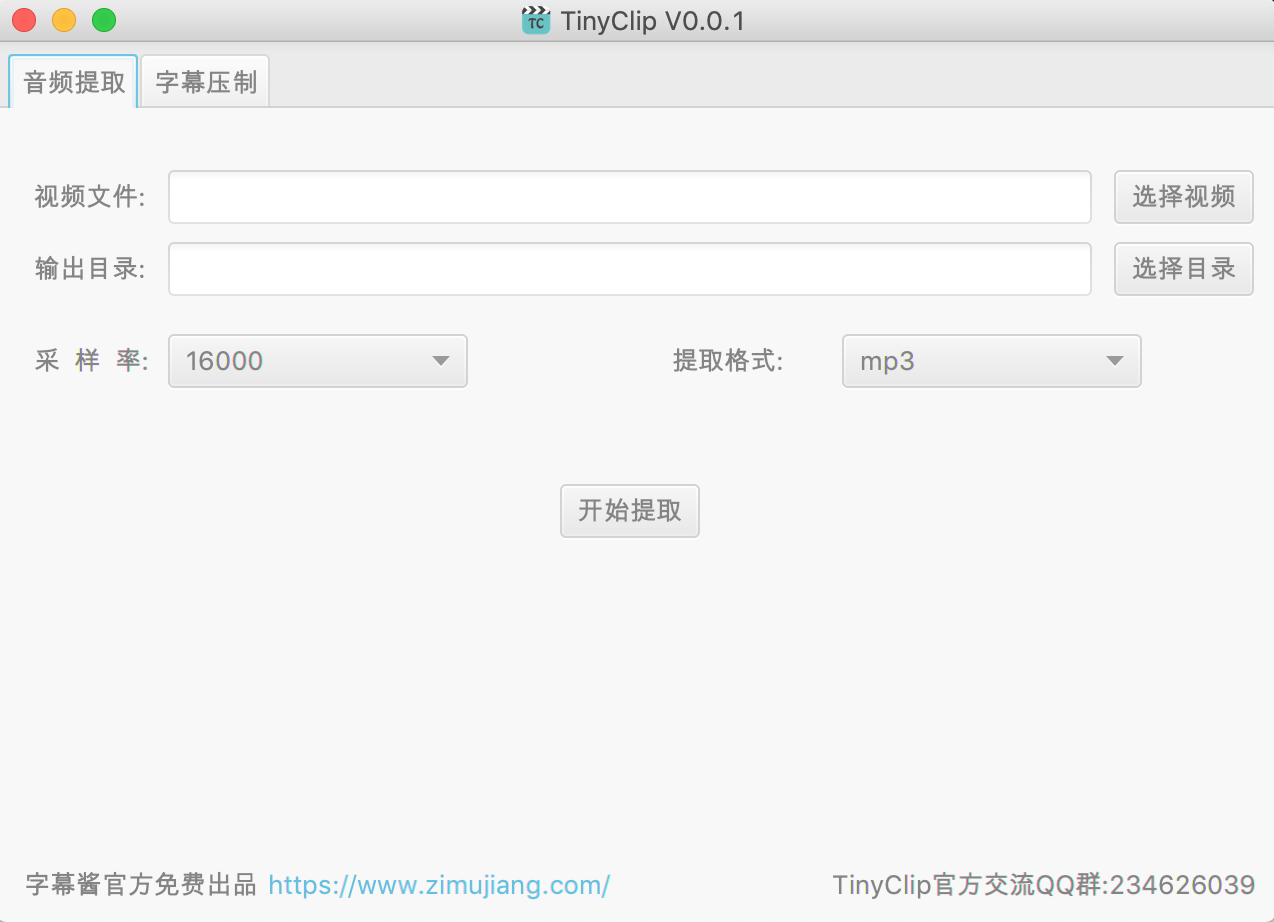 TC TinyClip V0.0.1
音频提取 字幕压制
视频文件: 选择视频
输出目录: 选择目录
采 样 率: 16000 提取格式: mp3
开始提取
字幕酱官方免费出品 https://www.zimujiang.com/ TinyClip官方交流QQ群:234626039